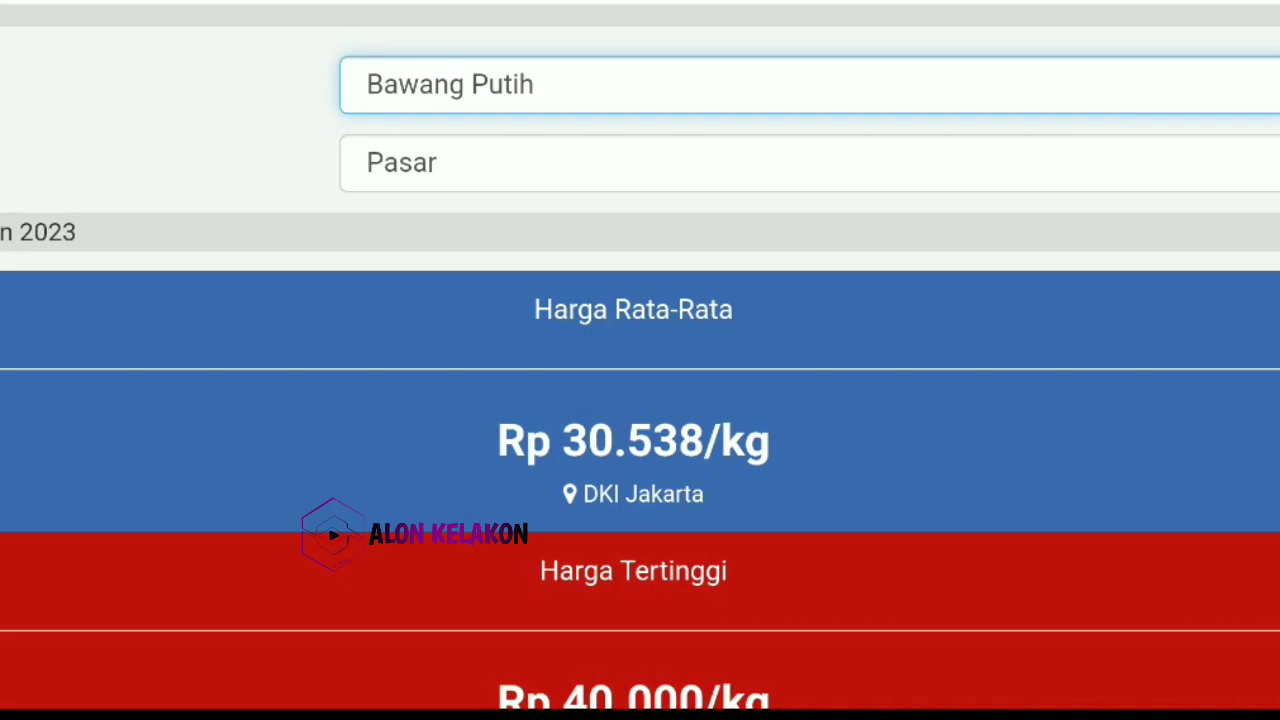 Bawang Putih
Pasar
n 2023
Harga Rata-Rata
Rp 30.538/kg
DKI Jakarta
ALON KELAKON
Harga Tertinggi
Rp 40.000/kg